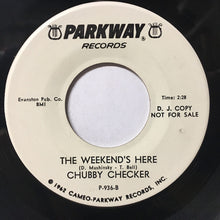 PARKWAY
RECORDS
Evanston Pub. Co.
BMI
Time: 2:28
D. J. COPY
NOT FOR SALE
THE WEEKEND'S HERE
(D. Mushinsky - T. Bell)
CHUBBY CHECKER
P-936-B
© 1962 CAMEO-PARKWAY RECORDS, INC.